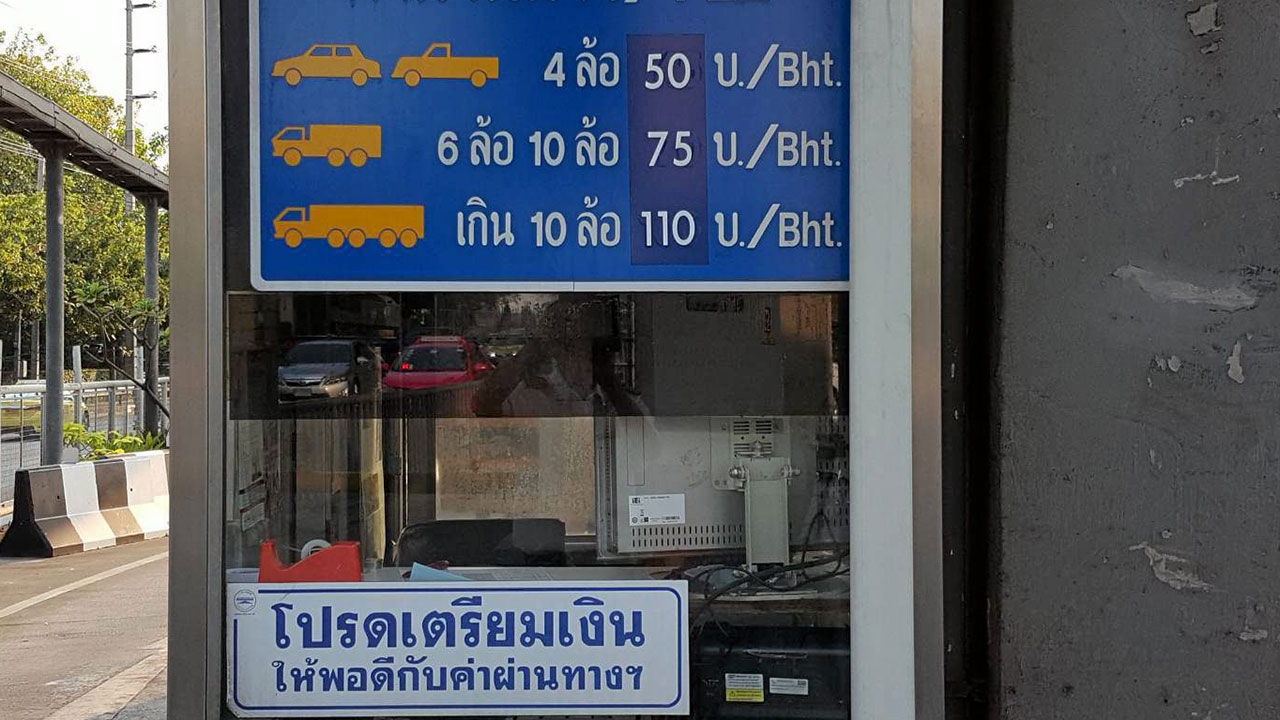 4 ล้อ 50 บ./Bht.
6 ล้อ 10 ล้อ 75 บ./Bht.
เกิน 10 ล้อ 110 บ./Bht.
โปรดเตรียมเงิน
ให้พอดีกับค่าผ่านทางฯ